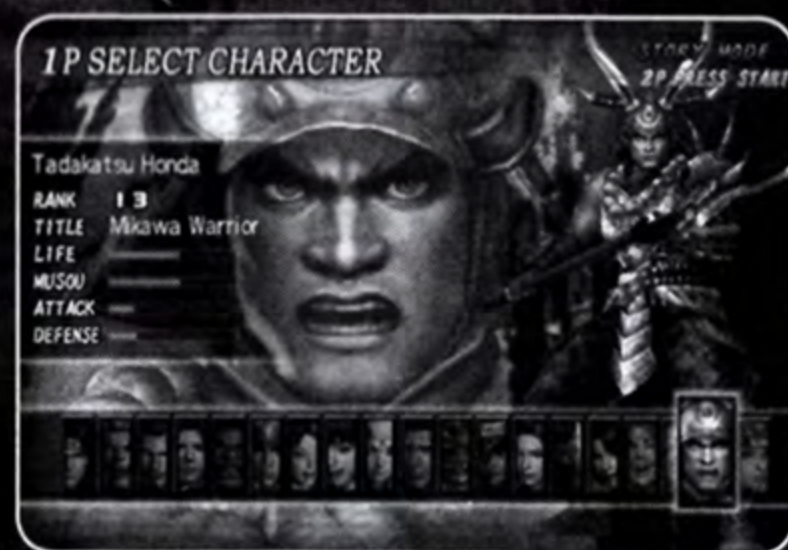 1P SELECT CHARACTER
STORY MODE
2P PRESS START
Tadakatsu Honda
RANK 13
TITLE Mikawa Warrior
LIFE
MUSOU
ATTACK
DEFENSE